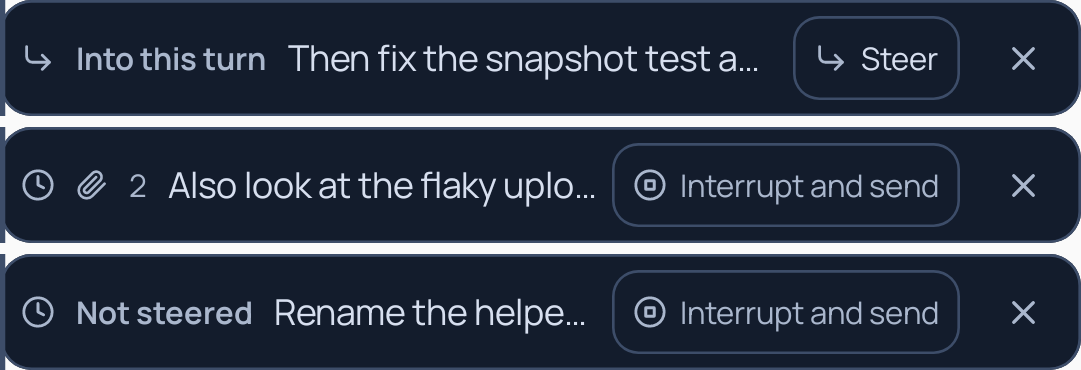 Into this turn Then fix the snapshot test a... Steer
2 Also look at the flaky uplo... Interrupt and send
Not steered Rename the helpe... Interrupt and send